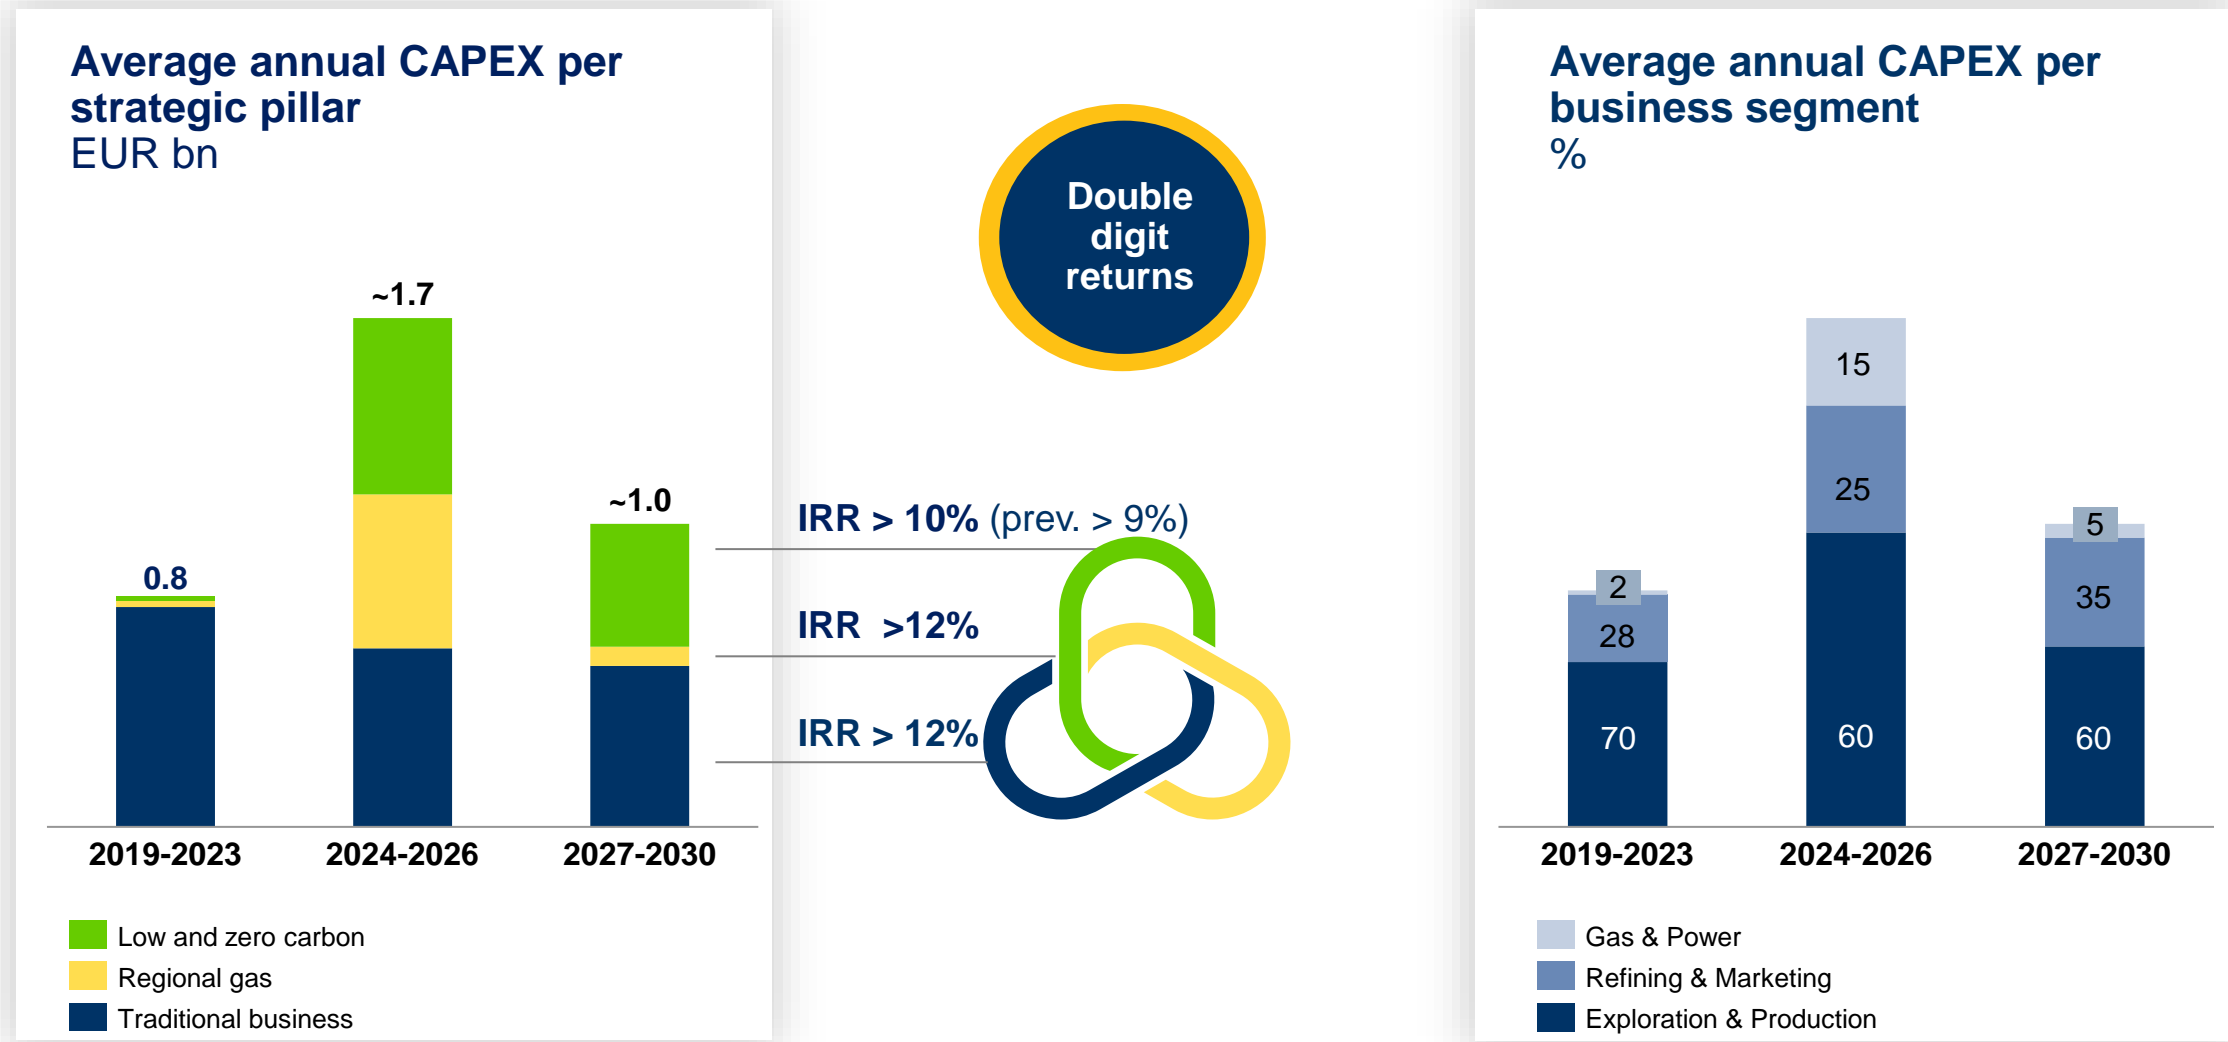 Average annual CAPEX per
strategic pillar
EUR bn
~1.7
~1.0
0.8
2019-2023
2024-2026
2027-2030
Low and zero carbon
Regional gas
Traditional business
Double
digit
returns
IRR > 10% (prev. > 9%)
IRR  >12%
IRR > 12%
Average annual CAPEX per
business segment
%
15
25
60
5
35
60
2
28
70
2019-2023
2024-2026
2027-2030
Gas & Power
Refining & Marketing
Exploration & Production